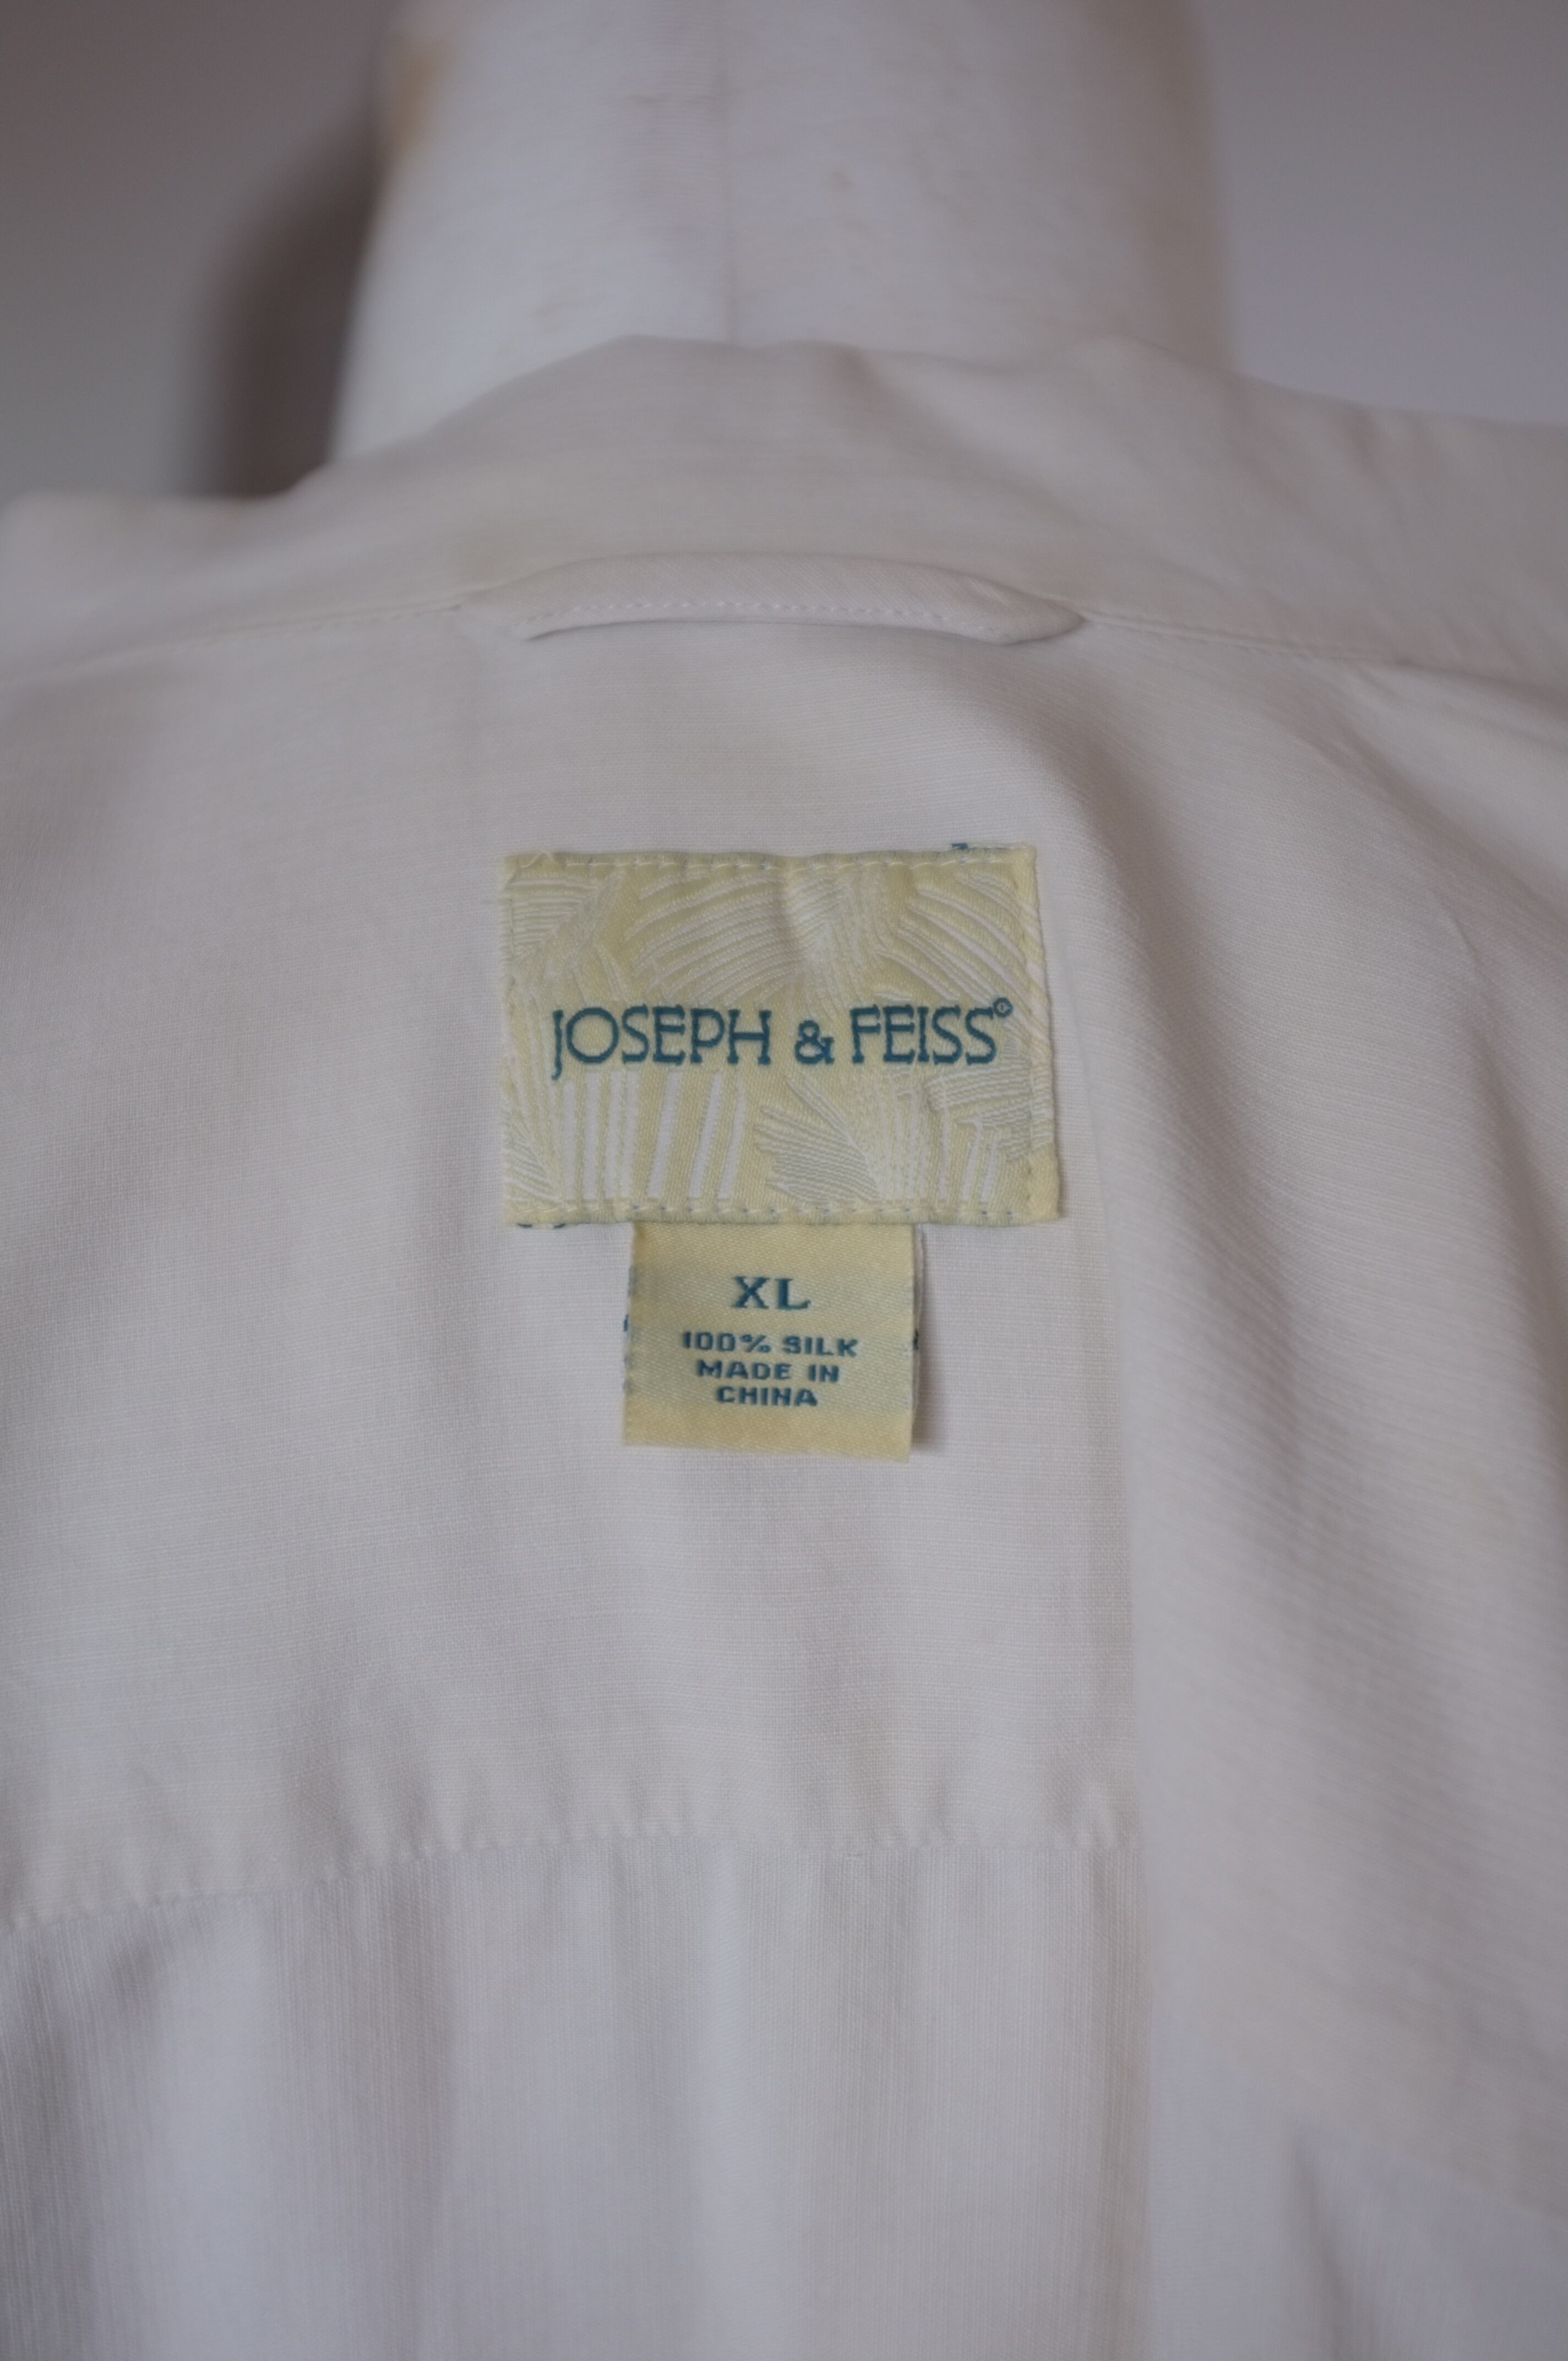 JOSEPH & FEISS®
XL
100% SILK
MADE IN
CHINA